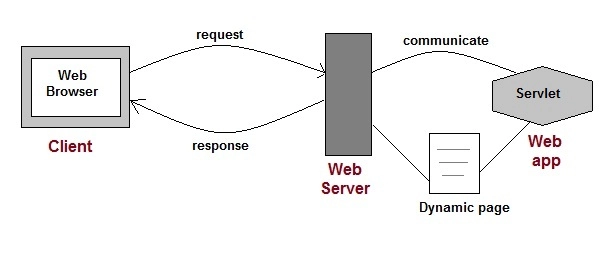 request
communicate
Web
Browser
Servlet
Client
response
Web
Server
Web
app
Dynamic page